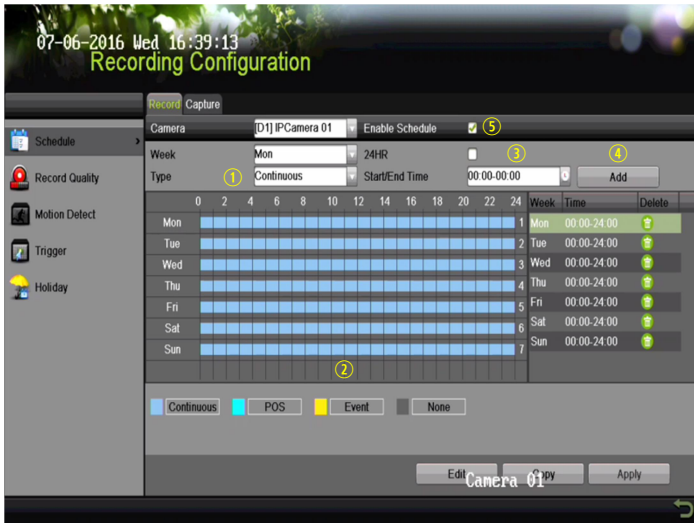 07-06-2016 Wed 16:39:13
Recording Configuration
Record Capture
Camera [D1] IPCamera 01 Enable Schedule ⑤
Schedule >
Week Mon 24HR ③ ④
Record Quality
Type ① Continuous Start/End Time 00:00-00:00 Add
0 2 4 6 8 10 12 14 16 18 20 22 24 Week Time Delete
Motion Detect
Mon 1 Mon 00:00-24:00
Tue 2 Tue 00:00-24:00
Trigger
Wed 3 Wed 00:00-24:00
Holiday
Thu 4 Thu 00:00-24:00
Fri 5 Fri 00:00-24:00
Sat 6 Sat 00:00-24:00
Sun 7 Sun 00:00-24:00
②
Continuous POS Event None
Edit Copy Apply
Camera 01